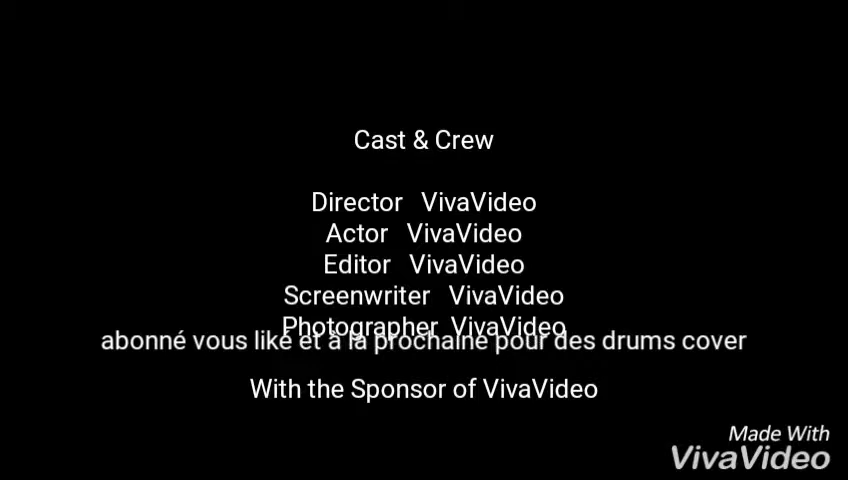 Cast & Crew
Director VivaVideo
Actor VivaVideo
Editor VivaVideo
Screenwriter VivaVideo
Photographer VivaVideo
abonné vous liké et à la prochaine pour des drums cover
With the Sponsor of VivaVideo
Made With
VivaVideo